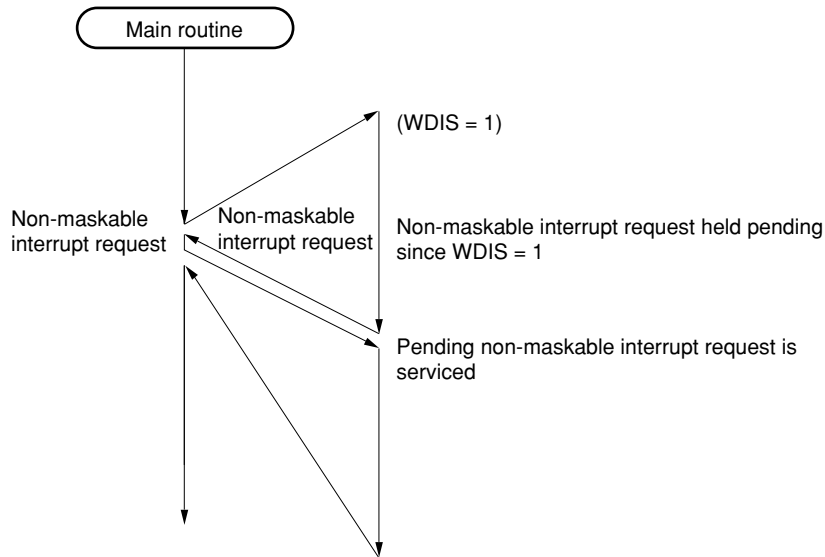 Main routine
(WDIS = 1)
Non-maskable
interrupt request
Non-maskable
interrupt request
Non-maskable interrupt request held pending
since WDIS = 1
Pending non-maskable interrupt request is
serviced